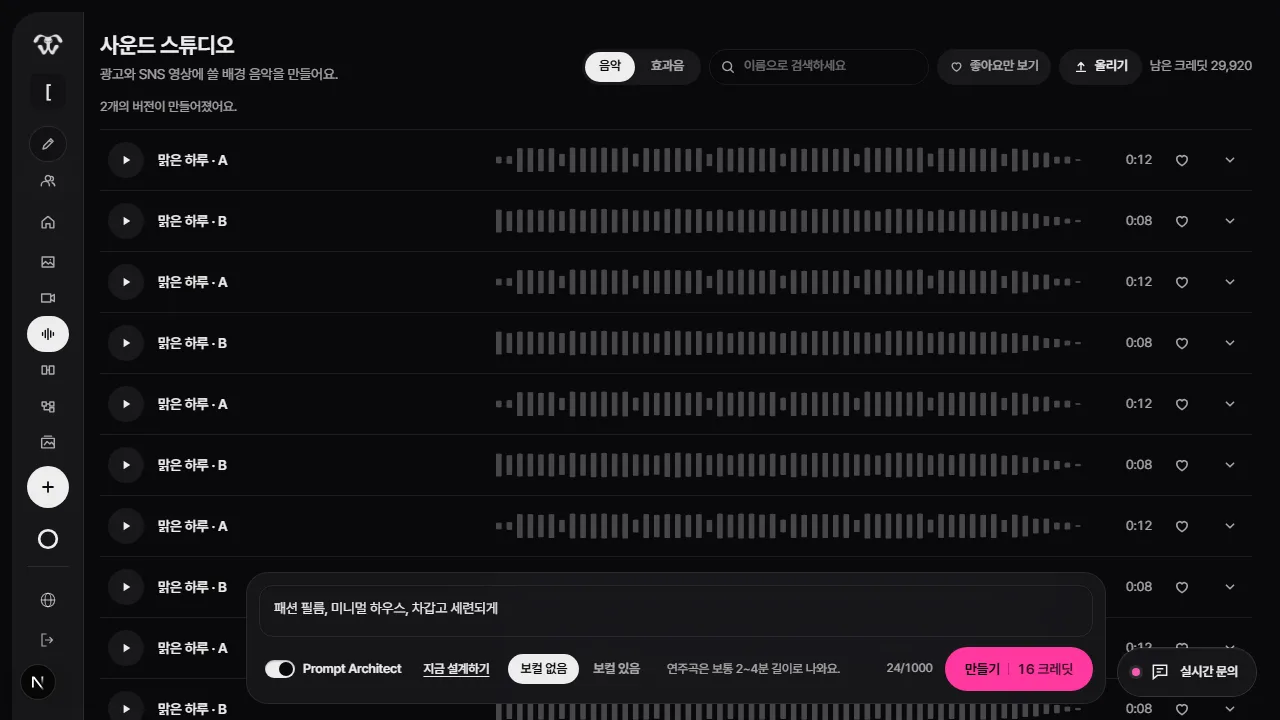 사운드 스튜디오
광고와 SNS 영상에 쓸 배경 음악을 만들어요.
음악
효과음
이름으로 검색하세요
좋아요만 보기
올리기
남은 크레딧 29,920
2개의 버전이 만들어졌어요.
[
맑은 하루 · A
0:12
맑은 하루 · B
0:08
맑은 하루 · A
0:12
맑은 하루 · B
0:08
맑은 하루 · A
0:12
맑은 하루 · B
0:08
맑은 하루 · A
0:12
맑은 하루 · B
0:08
맑은 하루 · A
0:12
맑은 하루 · B
0:08
패션 필름, 미니멀 하우스, 차갑고 세련되게
Prompt Architect
지금 설계하기
보컬 없음
보컬 있음
연주곡은 보통 2~4분 길이로 나와요.
24/1000
만들기 | 16 크레딧
실시간 문의
N